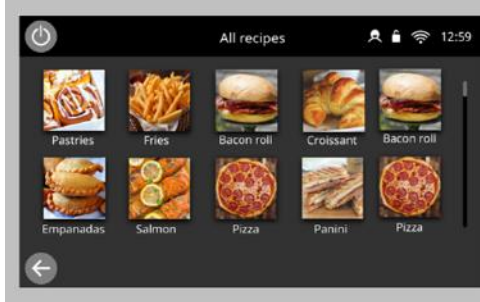 All recipes 12:59
Pastries Fries Bacon roll Croissant Bacon roll
Empanadas Salmon Pizza Panini Pizza